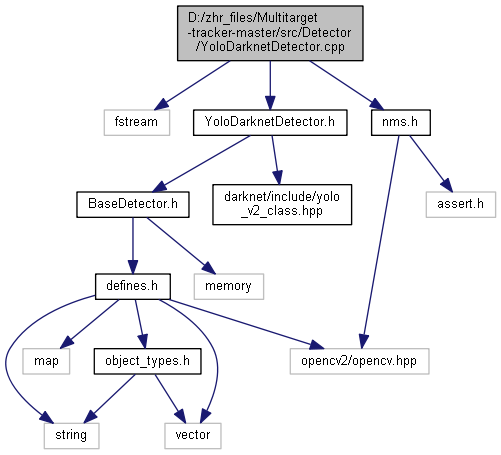 D:/zhr_files/Multitarget
-tracker-master/src/Detector
/YoloDarknetDetector.cpp
fstream
YoloDarknetDetector.h
nms.h
BaseDetector.h
darknet/include/yolo
_v2_class.hpp
assert.h
defines.h
memory
map
object_types.h
opencv2/opencv.hpp
string
vector